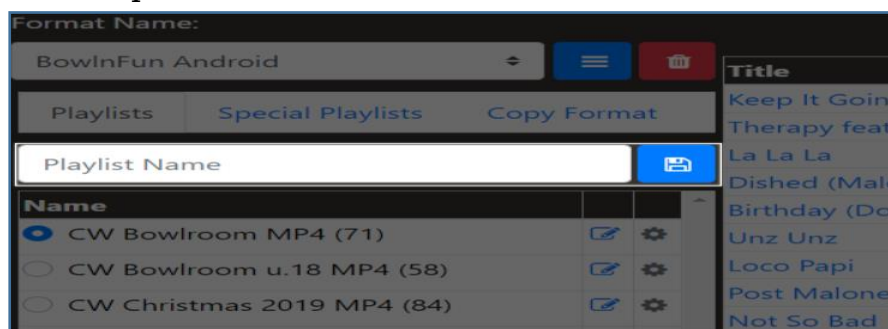 Format Name:
BowlnFun Android
Playlists Special Playlists Copy Format
Playlist Name
Name
CW Bowlroom MP4 (71)
CW Bowlroom u.18 MP4 (58)
CW Christmas 2019 MP4 (84)
Title
Keep It Goin
Therapy feat
La La La
Dished (Mal
Birthday (Do
Unz Unz
Loco Papi
Post Malone
Not So Bad